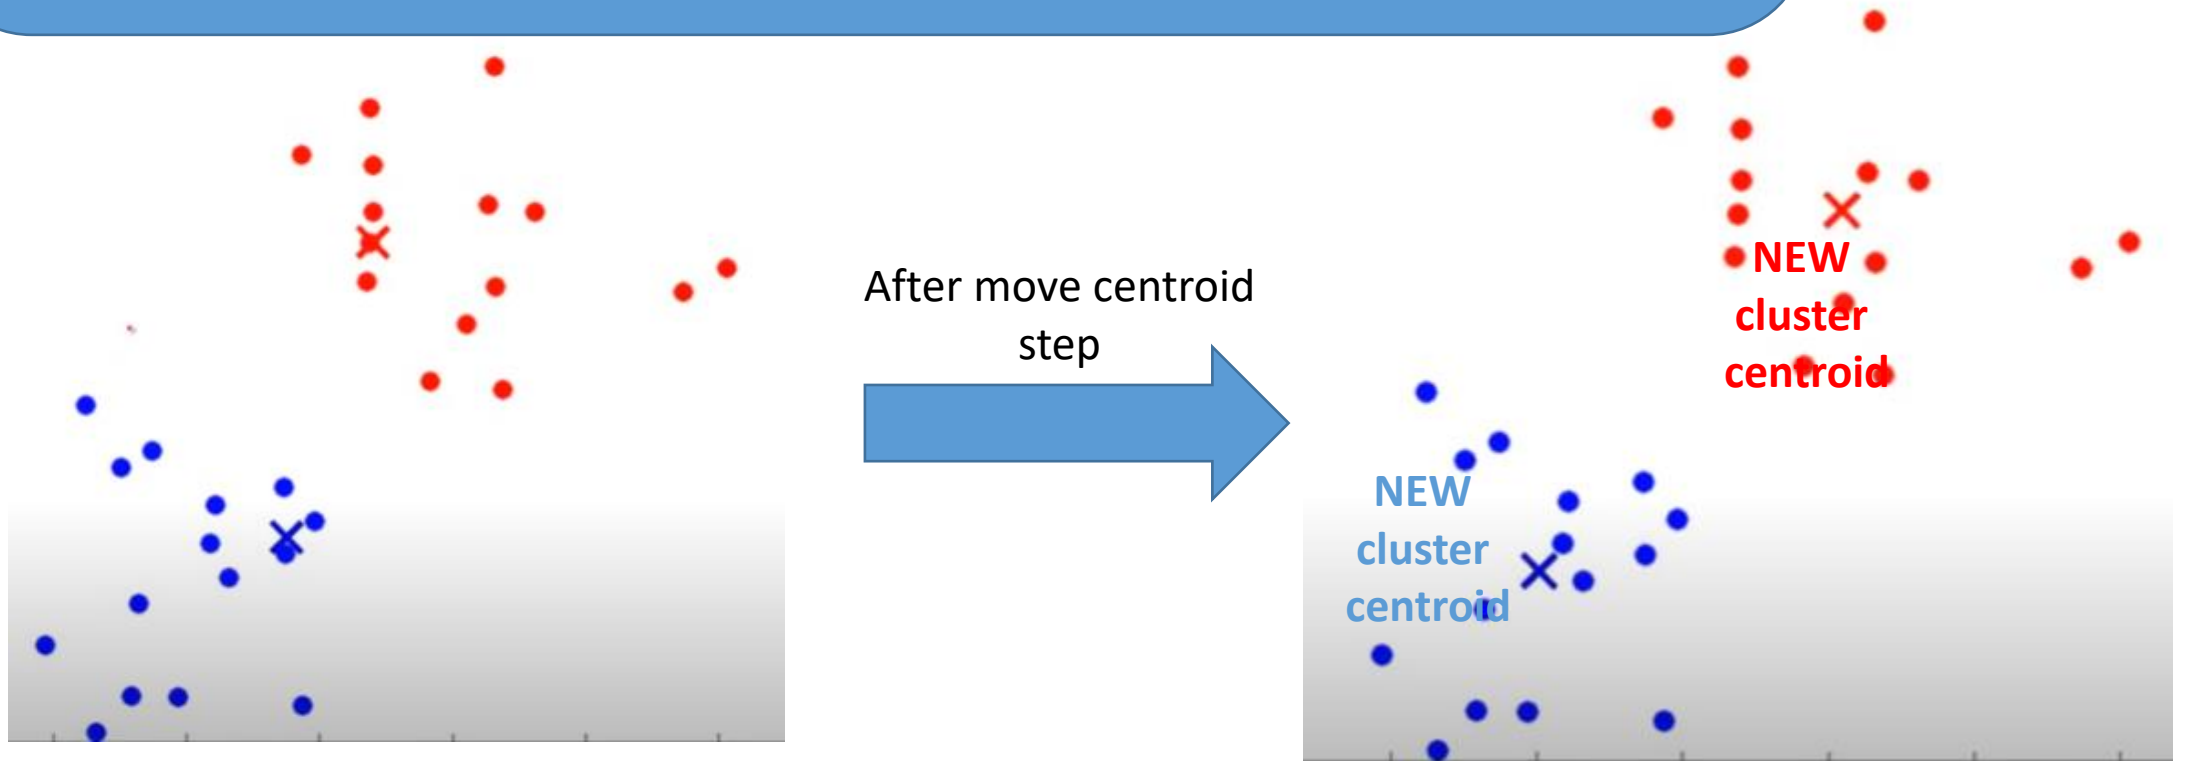 After move centroid
step
NEW
cluster
centroid
NEW
cluster
centroid